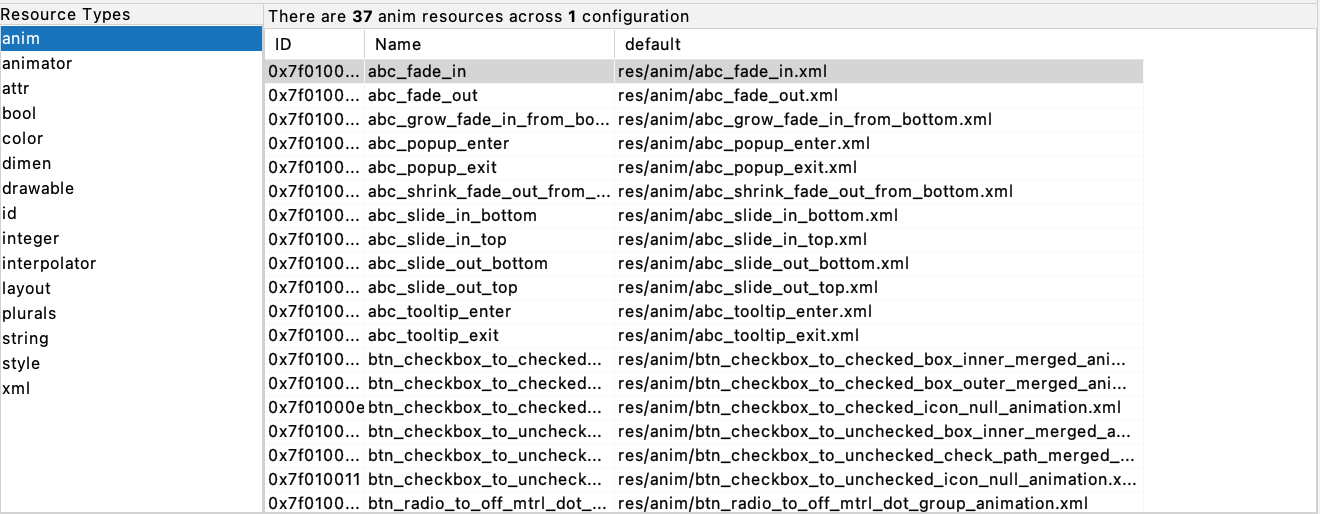 Resource Types
There are 37 anim resources across 1 configuration
anim
animator
attr
bool
color
dimen
drawable
id
integer
interpolator
layout
plurals
string
style
xml
ID Name default
0x7f0100... abc_fade_in res/anim/abc_fade_in.xml
0x7f0100... abc_fade_out res/anim/abc_fade_out.xml
0x7f0100... abc_grow_fade_in_from_bo... res/anim/abc_grow_fade_in_from_bottom.xml
0x7f0100... abc_popup_enter res/anim/abc_popup_enter.xml
0x7f0100... abc_popup_exit res/anim/abc_popup_exit.xml
0x7f0100... abc_shrink_fade_out_from_... res/anim/abc_shrink_fade_out_from_bottom.xml
0x7f0100... abc_slide_in_bottom res/anim/abc_slide_in_bottom.xml
0x7f0100... abc_slide_in_top res/anim/abc_slide_in_top.xml
0x7f0100... abc_slide_out_bottom res/anim/abc_slide_out_bottom.xml
0x7f0100... abc_slide_out_top res/anim/abc_slide_out_top.xml
0x7f0100... abc_tooltip_enter res/anim/abc_tooltip_enter.xml
0x7f0100... abc_tooltip_exit res/anim/abc_tooltip_exit.xml
0x7f0100... btn_checkbox_to_checked... res/anim/btn_checkbox_to_checked_box_inner_merged_ani...
0x7f0100... btn_checkbox_to_checked... res/anim/btn_checkbox_to_checked_box_outer_merged_ani...
0x7f01000e btn_checkbox_to_checked... res/anim/btn_checkbox_to_checked_icon_null_animation.xml
0x7f0100... btn_checkbox_to_uncheck... res/anim/btn_checkbox_to_unchecked_box_inner_merged_a...
0x7f0100... btn_checkbox_to_uncheck... res/anim/btn_checkbox_to_unchecked_check_path_merged_...
0x7f010011 btn_checkbox_to_uncheck... res/anim/btn_checkbox_to_unchecked_icon_null_animation.x...
0x7f0100... btn_radio_to_off_mtrl_dot_... res/anim/btn_radio_to_off_mtrl_dot_group_animation.xml